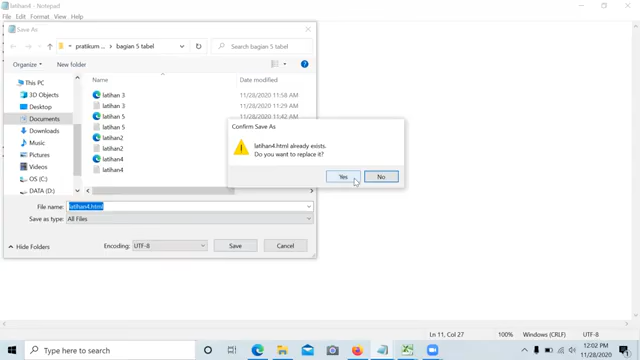 latihan4 - Notepad
File Edit Format View Help
Save As
pratikum ... > bagian 5 tabel
Search bagian 5 tabel
Organize
New folder
Name
Date modified
This PC
3D Objects
Desktop
Documents
Downloads
Music
Pictures
Videos
OS (C:)
DATA (D:)
latihan 3
11/28/2020 11:58 AM
latihan 3
11/28/2020 11:29 AM
latihan 5
11/28/2020 11:42 AM
latihan 5
latihan2
latihan2
latihan4
latihan4
Confirm Save As
latihan4.html already exists.
Do you want to replace it?
Yes
No
File name:
latihan4.html
Save as type:
All Files
Hide Folders
Encoding:
UTF-8
Save
Cancel
Ln 11, Col 27
100%
Windows (CRLF)
UTF-8
Type here to search
12:02 PM
11/28/2020